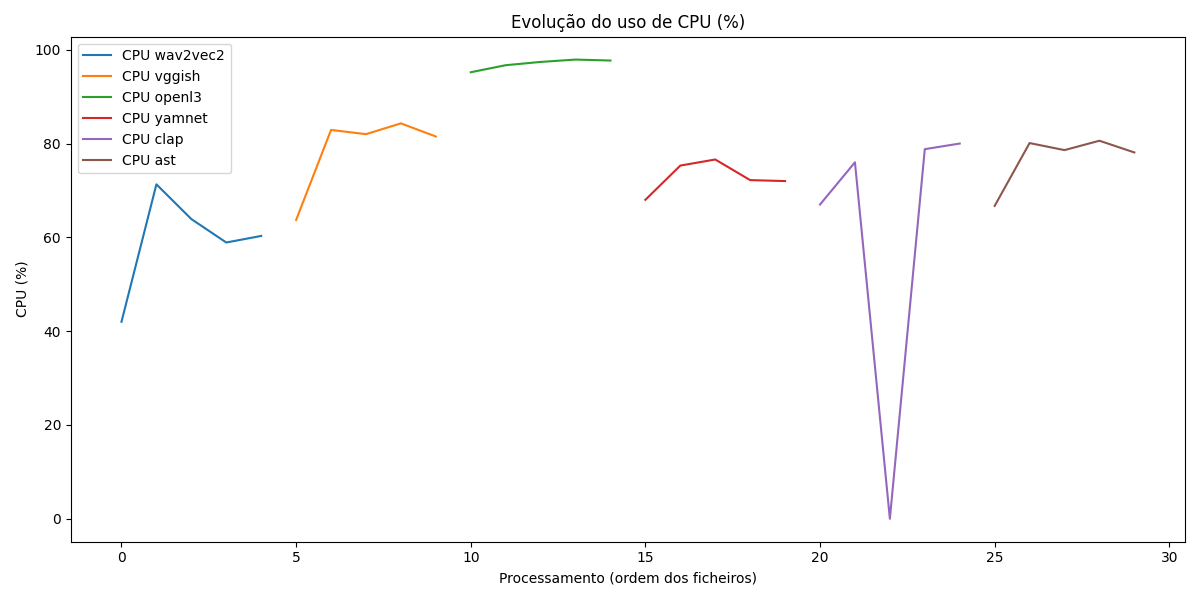 Evolução do uso de CPU (%)
CPU wav2vec2
CPU vggish
CPU openl3
CPU yamnet
CPU clap
CPU ast
CPU (%)
100
80
60
40
20
0
0 5 10 15 20 25 30
Processamento (ordem dos ficheiros)